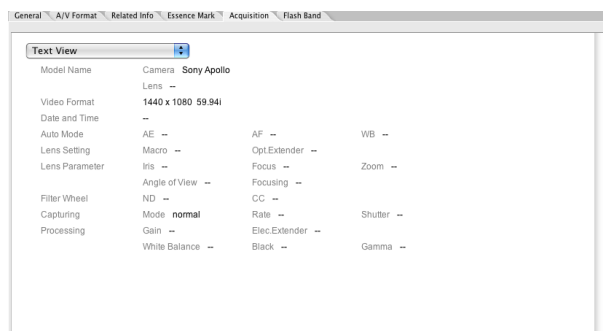 General A/V Format Related Info Essence Mark Acquisition Flash Band
Text View
Model Name Camera Sony Apollo
Lens --
Video Format 1440 x 1080 59.94i
Date and Time --
Auto Mode AE -- AF -- WB --
Lens Setting Macro -- Opt.Extender --
Lens Parameter Iris -- Focus -- Zoom --
Angle of View -- Focusing --
Filter Wheel ND -- CC --
Capturing Mode normal Rate -- Shutter --
Processing Gain -- Elec.Extender --
White Balance -- Black -- Gamma --